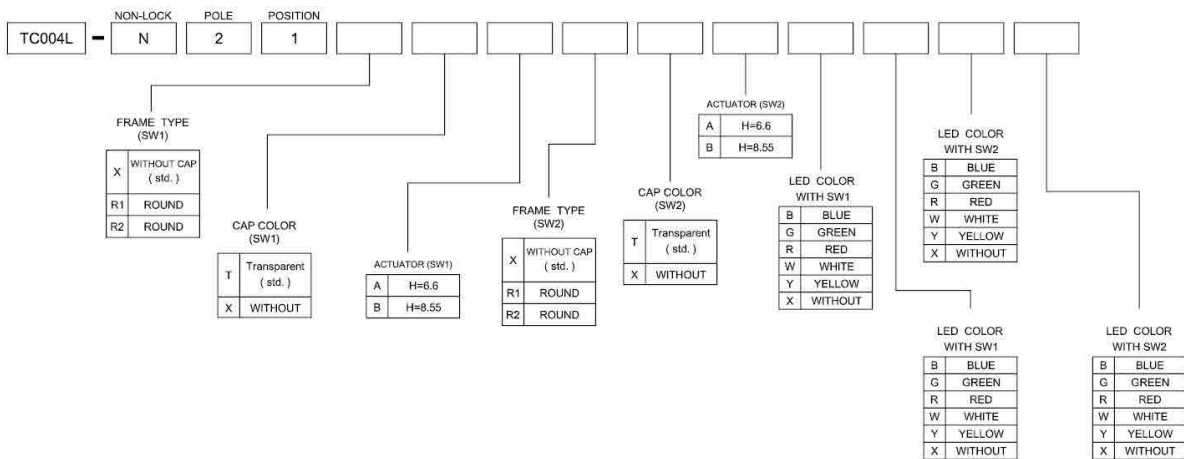 NON-LOCK POLE POSITION
TC004L - N 2 1
FRAME TYPE
(SW1)
X WITHOUT CAP
( std. )
R1 ROUND
R2 ROUND
CAP COLOR
(SW1)
T Transparent
( std. )
X WITHOUT
ACTUATOR (SW1)
A H=6.6
B H=8.55
FRAME TYPE
(SW2)
X WITHOUT CAP
( std. )
R1 ROUND
R2 ROUND
CAP COLOR
(SW2)
T Transparent
( std. )
X WITHOUT
ACTUATOR (SW2)
A H=6.6
B H=8.55
LED COLOR
WITH SW1
B BLUE
G GREEN
R RED
W WHITE
Y YELLOW
X WITHOUT
LED COLOR
WITH SW1
B BLUE
G GREEN
R RED
W WHITE
Y YELLOW
X WITHOUT
LED COLOR
WITH SW2
B BLUE
G GREEN
R RED
W WHITE
Y YELLOW
X WITHOUT
LED COLOR
WITH SW2
B BLUE
G GREEN
R RED
W WHITE
Y YELLOW
X WITHOUT